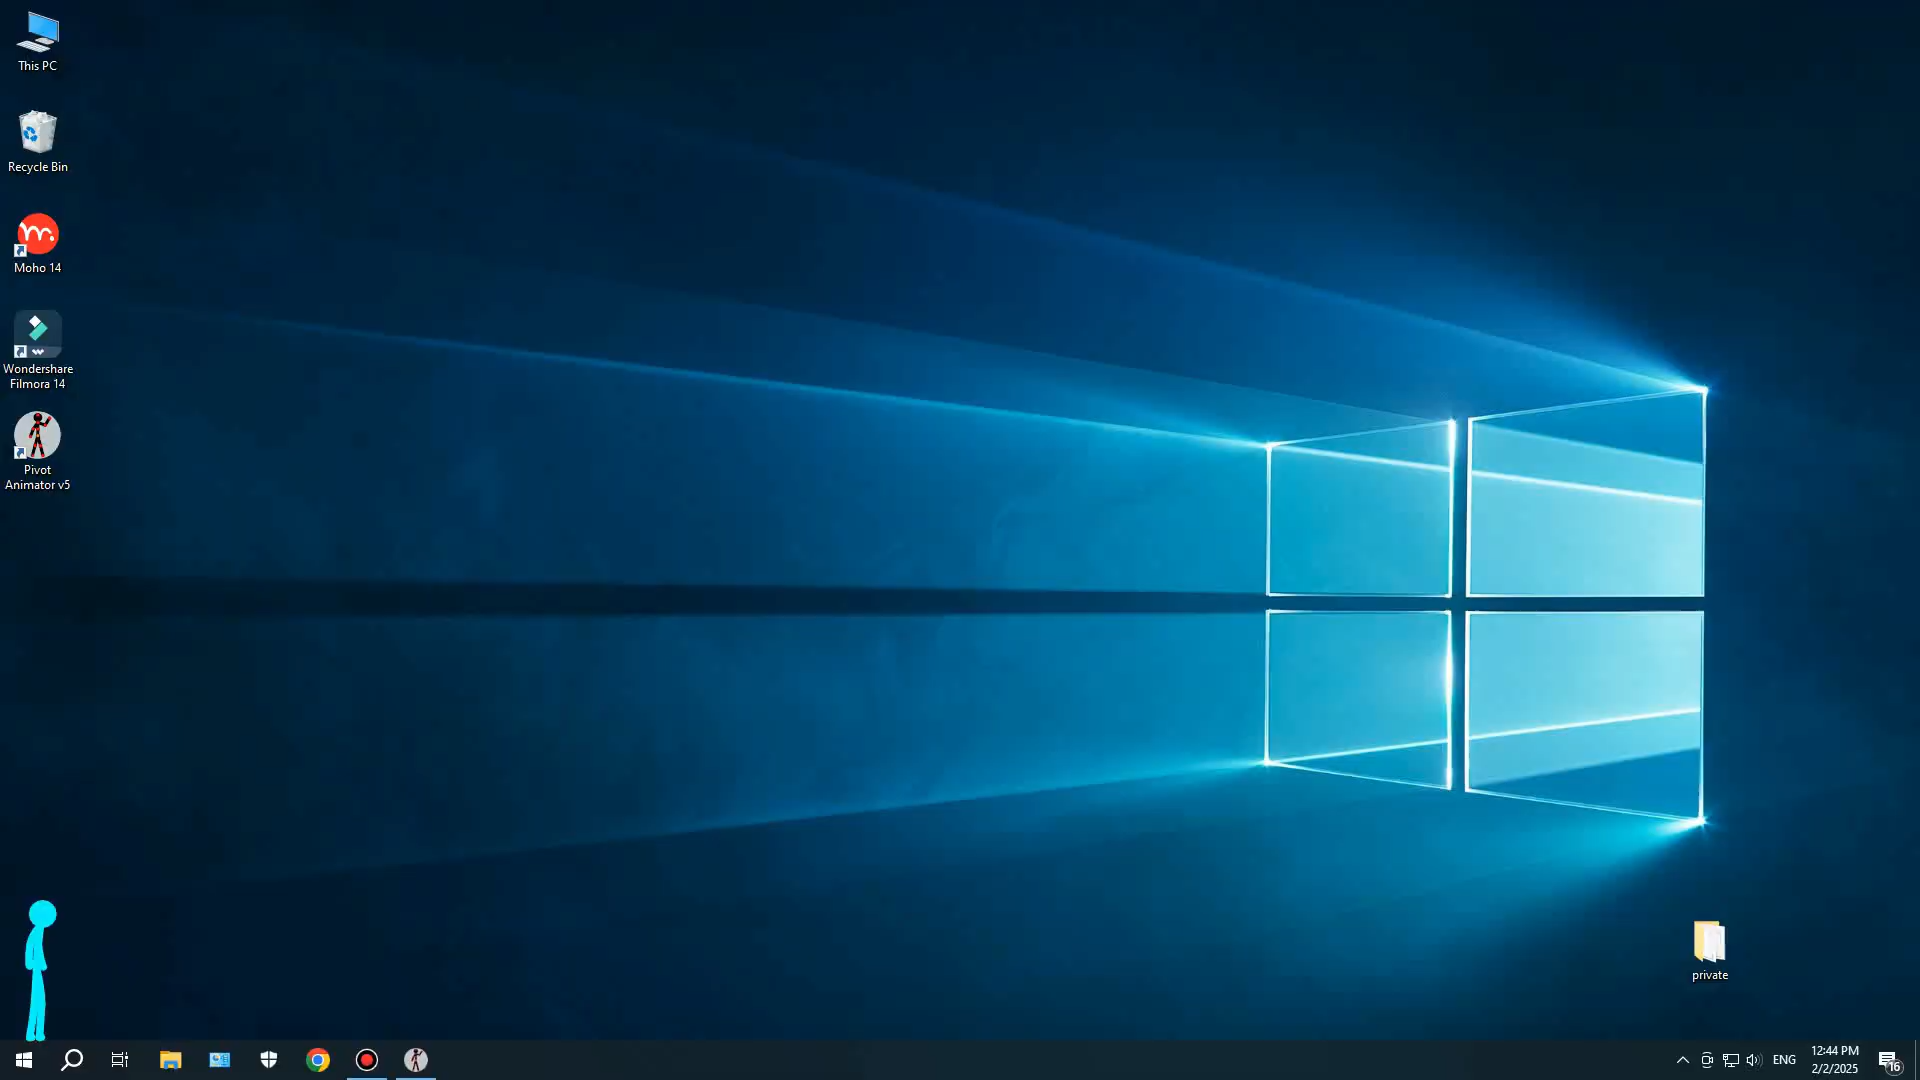 This PC
Recycle Bin
Moho 14
Wondershare
Filmora 14
Pivot
Animator v5
private
ENG
12:44 PM
2/2/2025
16